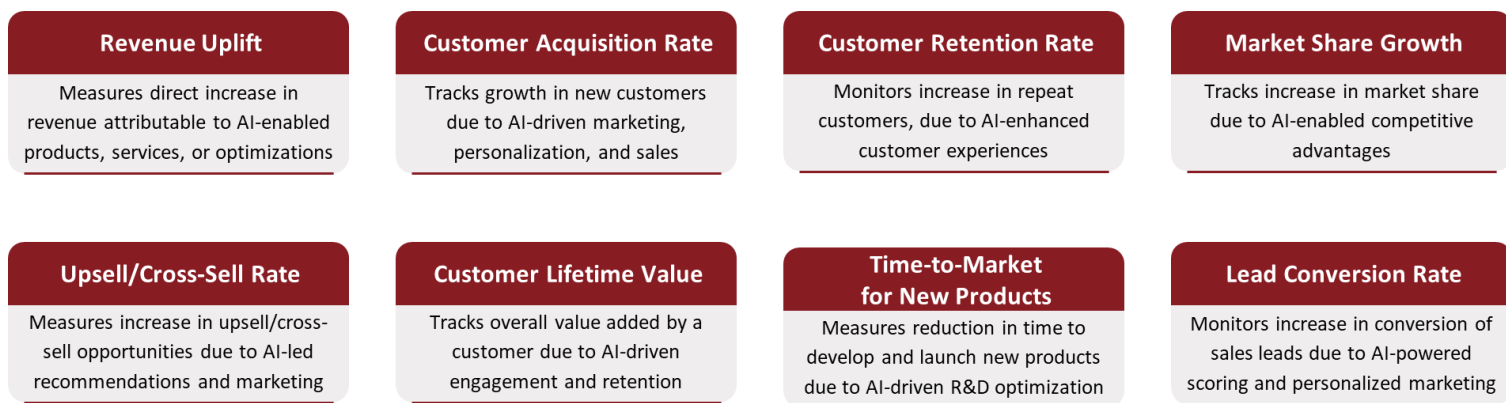 Revenue Uplift
Measures direct increase in
revenue attributable to AI-enabled
products, services, or optimizations
Customer Acquisition Rate
Tracks growth in new customers
due to AI-driven marketing,
personalization, and sales
Customer Retention Rate
Monitors increase in repeat
customers, due to AI-enhanced
customer experiences
Market Share Growth
Tracks increase in market share
due to AI-enabled competitive
advantages
Upsell/Cross-Sell Rate
Measures increase in upsell/cross-
sell opportunities due to AI-led
recommendations and marketing
Customer Lifetime Value
Tracks overall value added by a
customer due to AI-driven
engagement and retention
Time-to-Market
for New Products
Measures reduction in time to
develop and launch new products
due to AI-driven R&D optimization
Lead Conversion Rate
Monitors increase in conversion of
sales leads due to AI-powered
scoring and personalized marketing